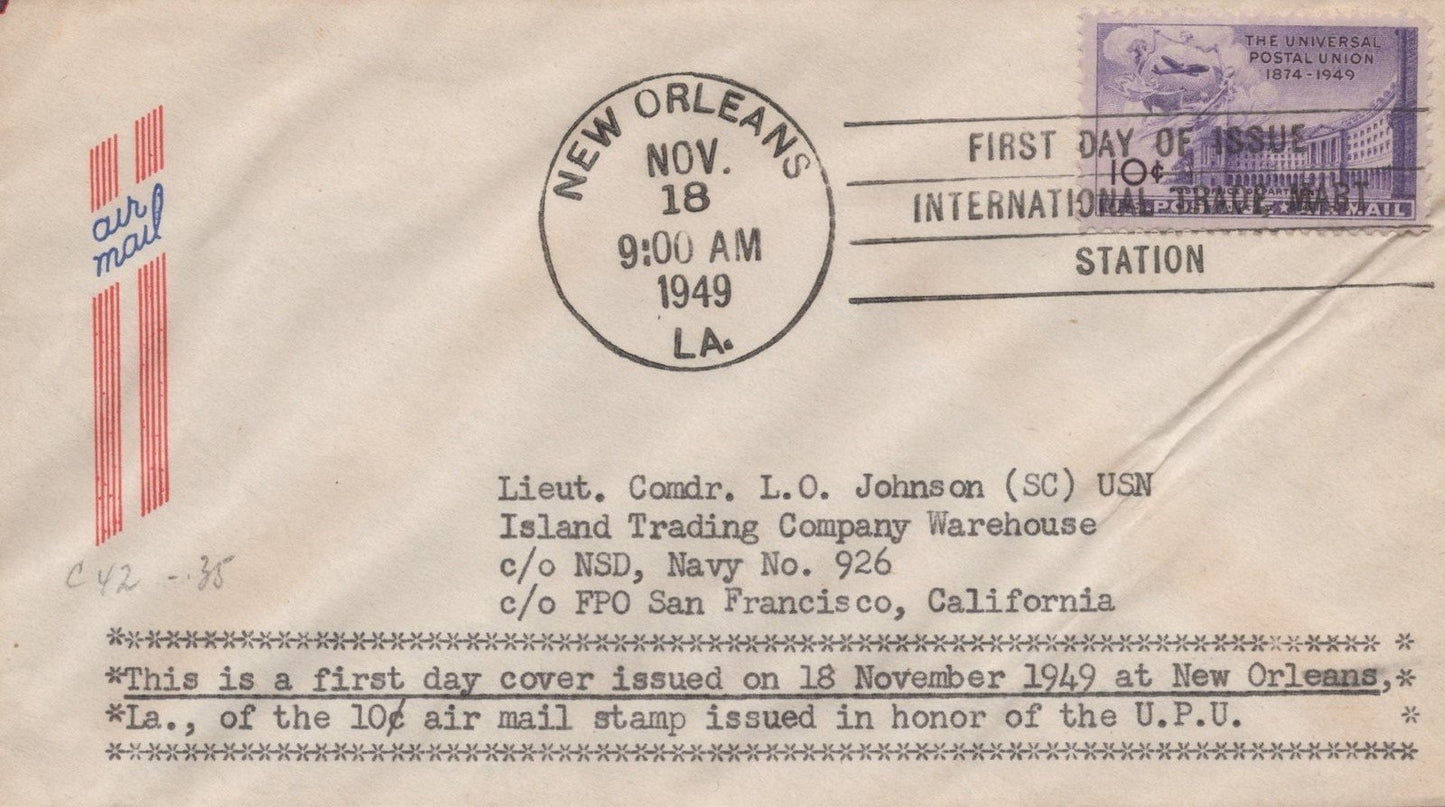 THE UNIVERSAL
POSTAL UNION
1874-1949
10¢
NEW ORLEANS
NOV.
18
9:00 AM
1949
LA.
FIRST DAY OF ISSUE
INTERNATIONAL TRADE MART
STATION
air
mail
Lieut. Comdr. L.O. Johnson (SC) USN
Island Trading Company Warehouse
c/o NSD, Navy No. 926
c/o FPO San Francisco, California
C42 -.35
*********************************************************************** *
*This is a first day cover issued on 18 November 1949 at New Orleans,*
*La., of the 10¢ air mail stamp issued in honor of the U.P.U. *
*************************************************************************